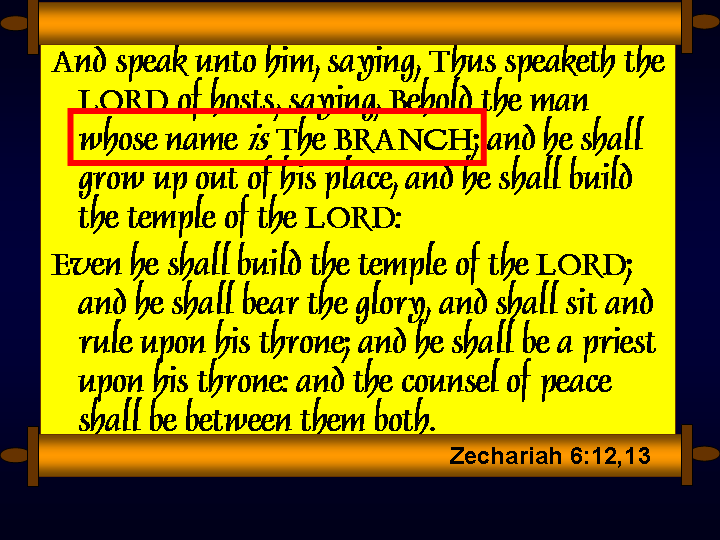 And speak unto him, saying, Thus speaketh the
LORD of hosts, saying, Behold the man
whose name is The BRANCH; and he shall
grow up out of his place, and he shall build
the temple of the LORD:
Even he shall build the temple of the LORD;
and he shall bear the glory, and shall sit and
rule upon his throne; and he shall be a priest
upon his throne: and the counsel of peace
shall be between them both.
Zechariah 6:12,13